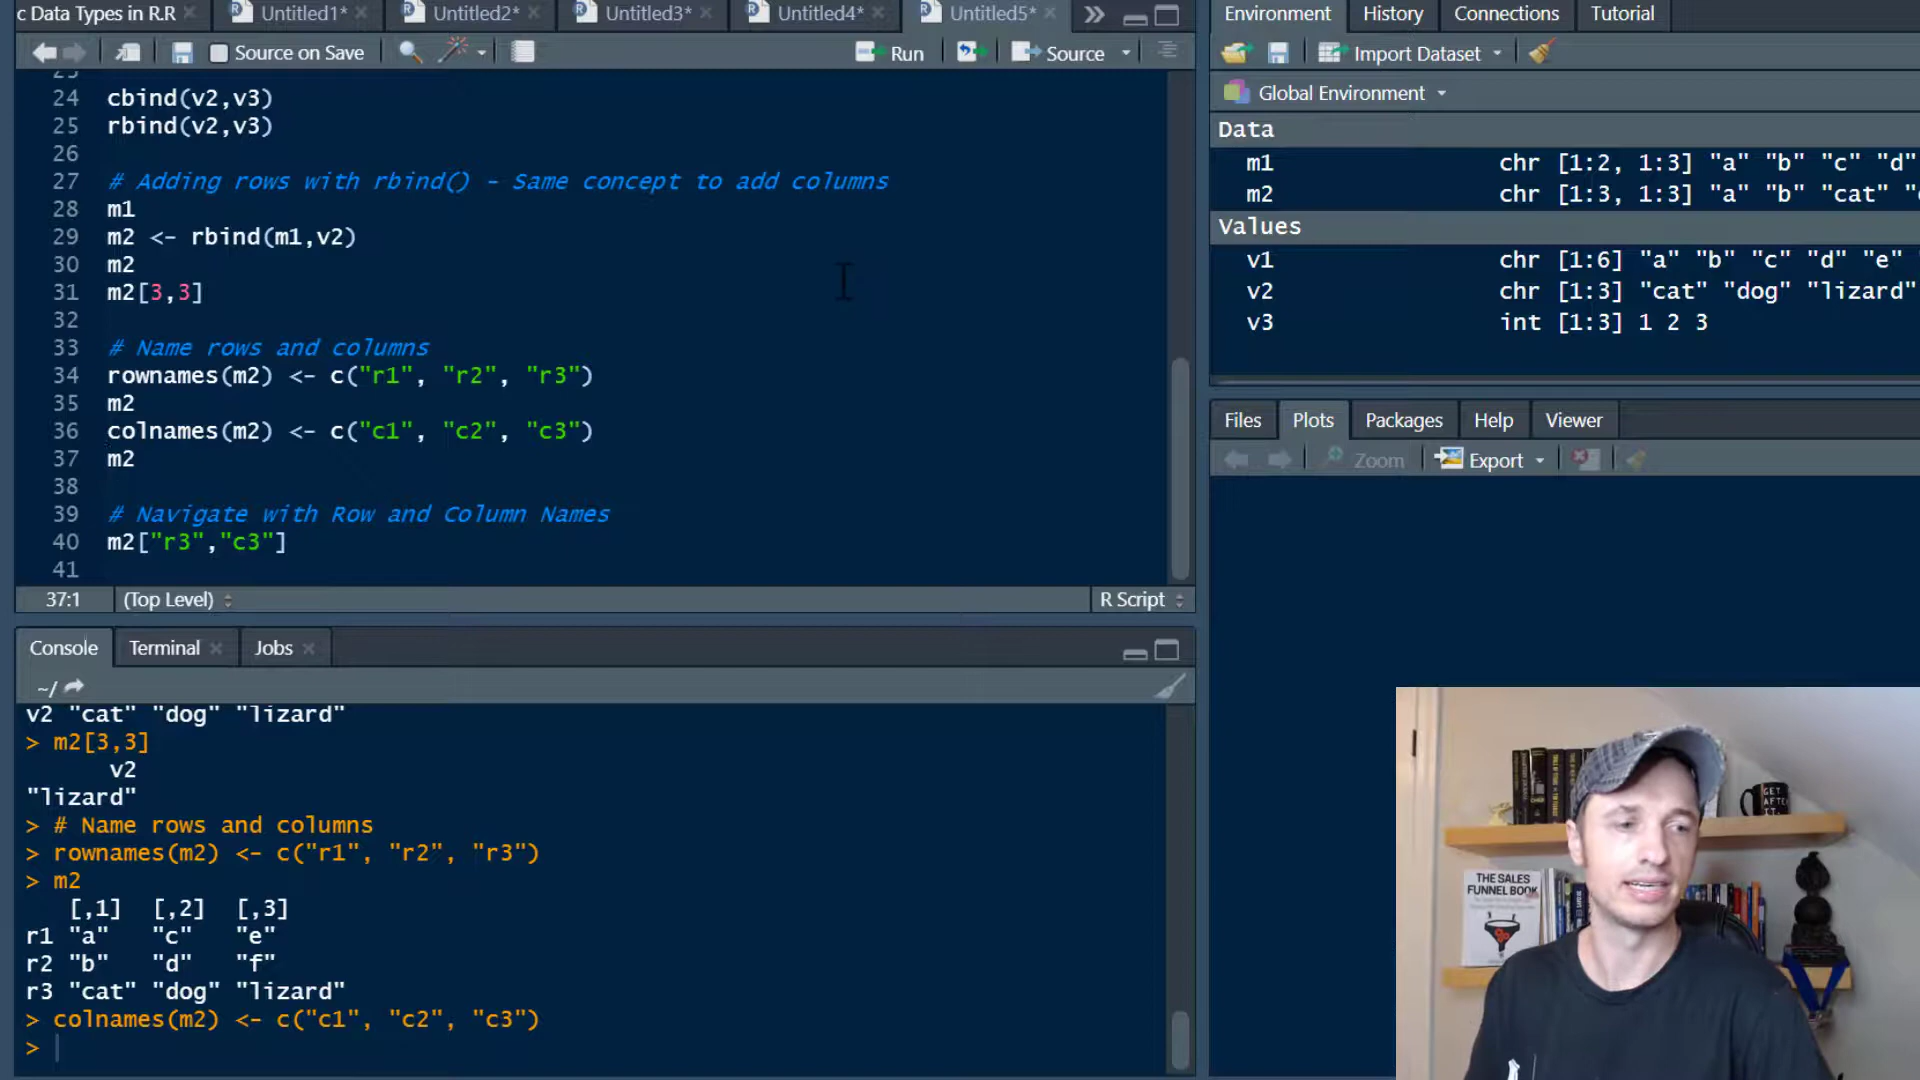 c Data Types in R.R
Untitled1*
Untitled2*
Untitled3*
Untitled4*
Untitled5*
Source on Save
Run
Source
24 cbind(v2,v3)
25 rbind(v2,v3)
26
27 # Adding rows with rbind() - Same concept to add columns
28 m1
29 m2 <- rbind(m1,v2)
30 m2
31 m2[3,3]
32
33 # Name rows and columns
34 rownames(m2) <- c("r1", "r2", "r3")
35 m2
36 colnames(m2) <- c("c1", "c2", "c3")
37 m2
38
39 # Navigate with Row and Column Names
40 m2["r3","c3"]
41
37:1 (Top Level) R Script
Console Terminal Jobs
~/
v2 "cat" "dog" "lizard"
> m2[3,3]
v2
"lizard"
> # Name rows and columns
> rownames(m2) <- c("r1", "r2", "r3")
> m2
[,1] [,2] [,3]
r1 "a" "c" "e"
r2 "b" "d" "f"
r3 "cat" "dog" "lizard"
> colnames(m2) <- c("c1", "c2", "c3")
>
Environment History Connections Tutorial
Import Dataset
Global Environment
Data
m1 chr [1:2, 1:3] "a" "b" "c" "d"
m2 chr [1:3, 1:3] "a" "b" "cat"
Values
v1 chr [1:6] "a" "b" "c" "d" "e"
v2 chr [1:3] "cat" "dog" "lizard"
v3 int [1:3] 1 2 3
Files Plots Packages Help Viewer
Zoom Export
GET
AFTER
IT.
THE SALES
FUNNEL BOOK